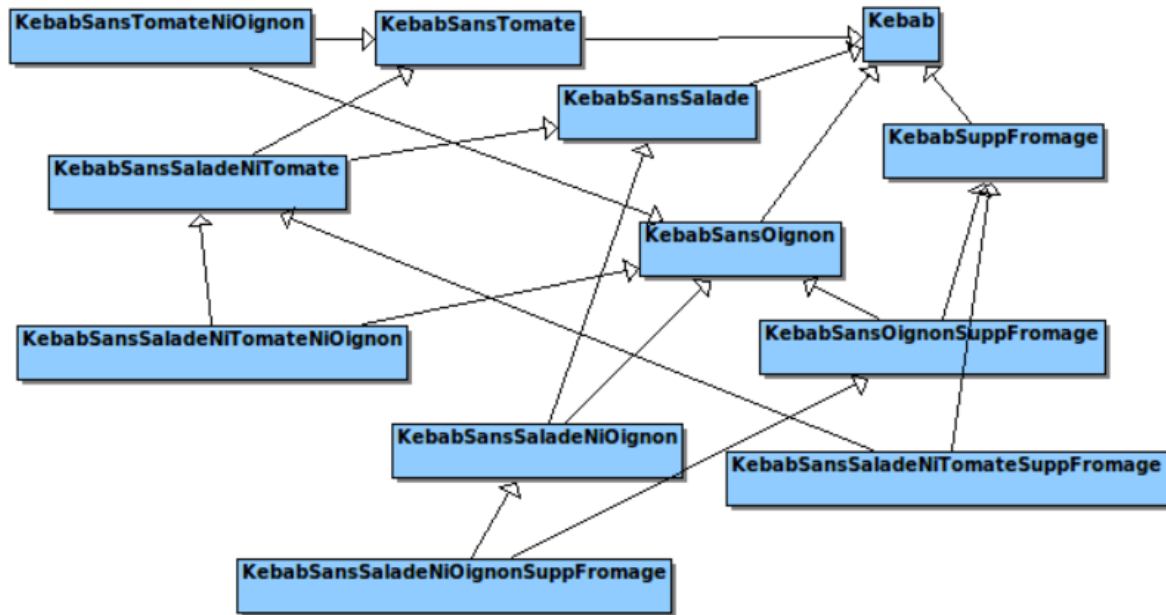 KebabSansTomateNiOignon
KebabSansTomate
Kebab
KebabSansSalade
KebabSuppFromage
KebabSansSaladeNiTomate
KebabSansOignon
KebabSansSaladeNiTomateNiOignon
KebabSansOignonSuppFromage
KebabSansSaladeNiOignon
KebabSansSaladeNiTomateSuppFromage
KebabSansSaladeNiOignonSuppFromage